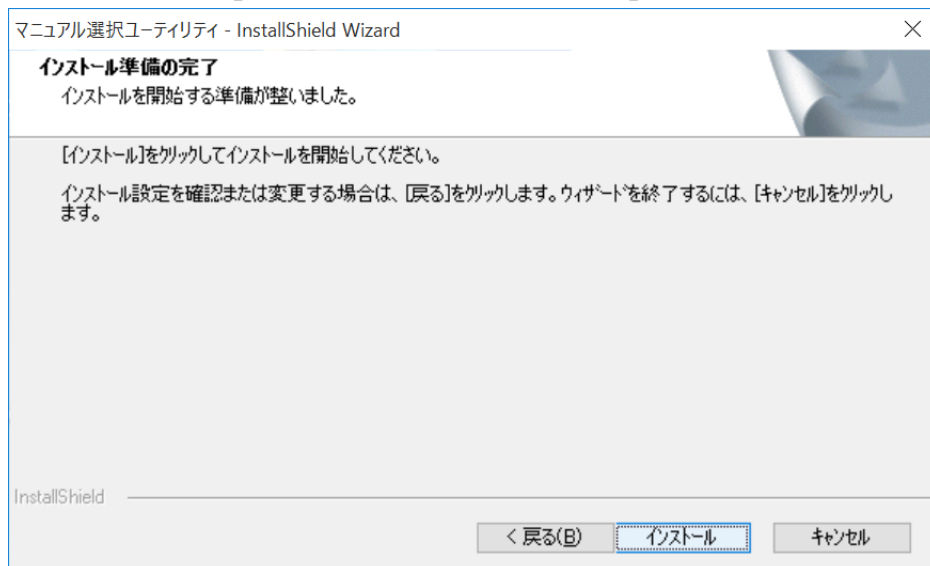 マニュアル選択ユーティリティ - InstallShield Wizard
インストール準備の完了
インストールを開始する準備が整いました。
[インストール]をクリックしてインストールを開始してください。
インストール設定を確認または変更する場合は、[戻る]をクリックします。ウィザードを終了するには、[キャンセル]をクリックし
ます。
InstallShield
< 戻る(B)
インストール
キャンセル